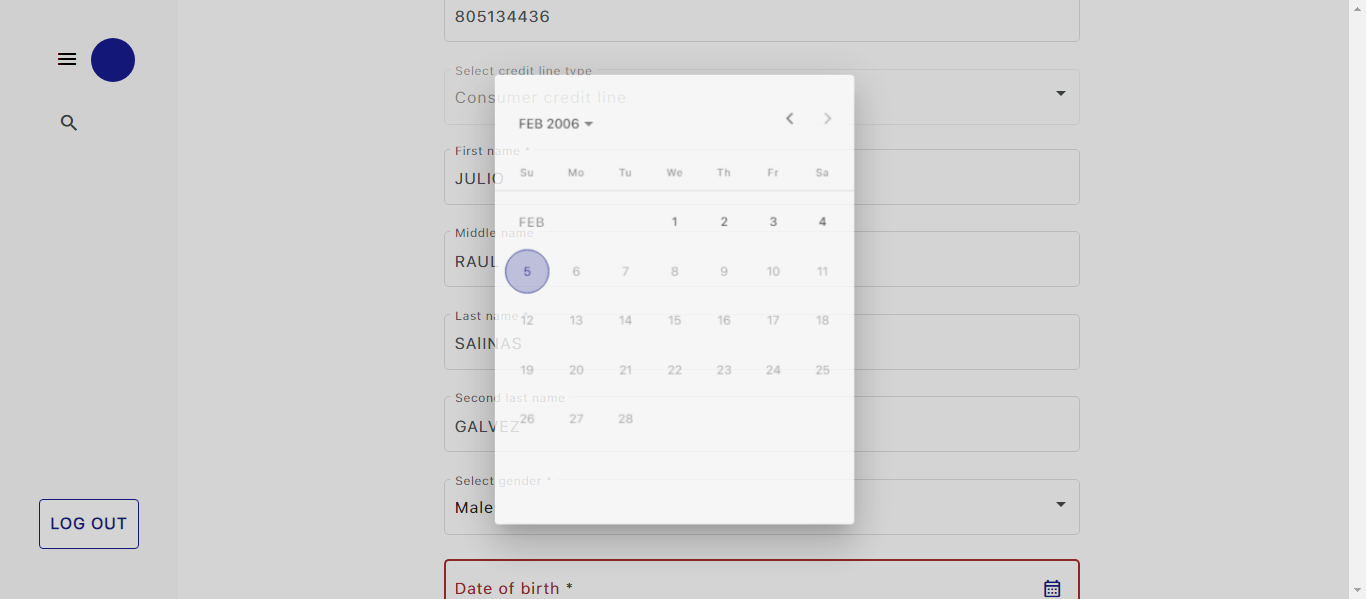 805134436
Select credit line type
Consumer credit line
FEB 2006
Su Mo Tu We Th Fr Sa
First name *
JULIO
FEB 1 2 3 4
Middle name
RAUL
5 6 7 8 9 10 11
Last name *
12 13 14 15 16 17 18
SAlINAS
19 20 21 22 23 24 25
Second last name
26 27 28
GALVEZ
Select gender *
Male
LOG OUT
Date of birth *